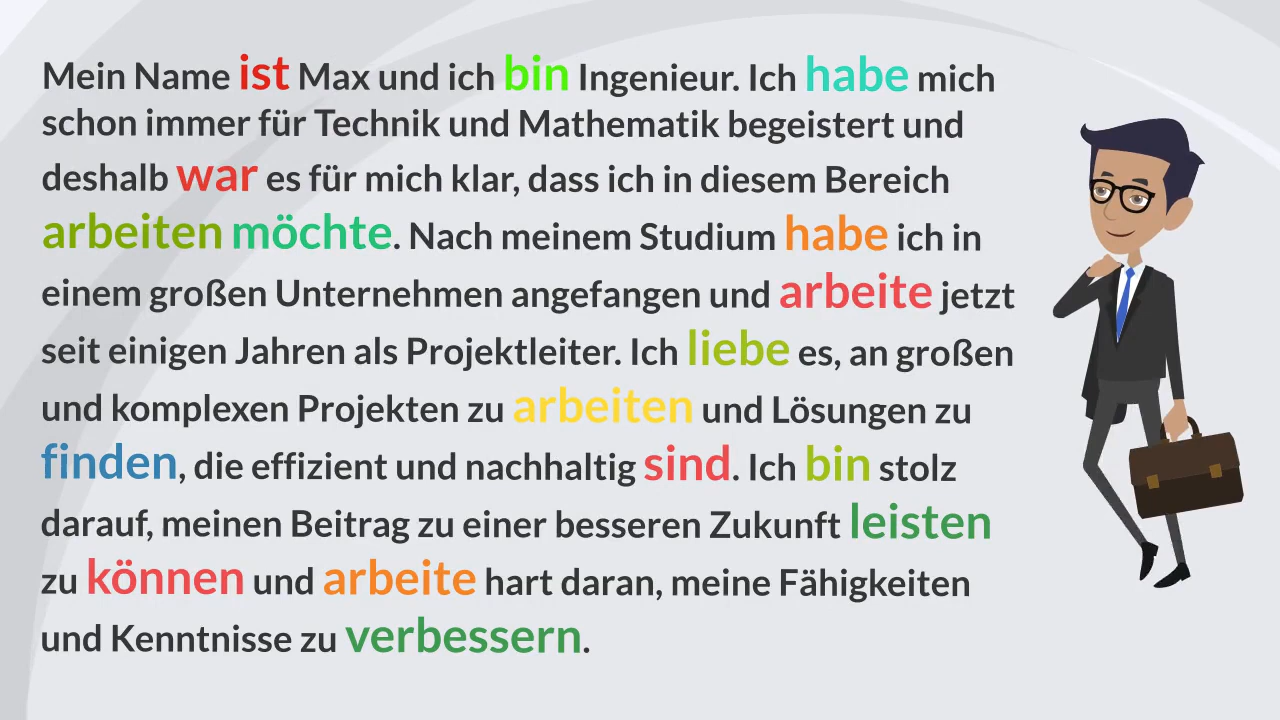 Mein Name ist Max und ich bin Ingenieur. Ich habe mich
schon immer für Technik und Mathematik begeistert und
deshalb war es für mich klar, dass ich in diesem Bereich
arbeiten möchte. Nach meinem Studium habe ich in
einem großen Unternehmen angefangen und arbeite jetzt
seit einigen Jahren als Projektleiter. Ich liebe es, an großen
und komplexen Projekten zu arbeiten und Lösungen zu
finden, die effizient und nachhaltig sind. Ich bin stolz
darauf, meinen Beitrag zu einer besseren Zukunft leisten
zu können und arbeite hart daran, meine Fähigkeiten
und Kenntnisse zu verbessern.